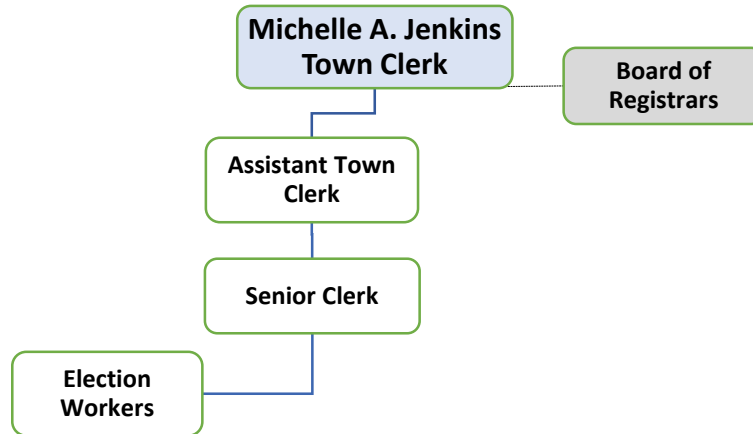 Michelle A. Jenkins
Town Clerk
Board of
Registrars
Assistant Town
Clerk
Senior Clerk
Election
Workers